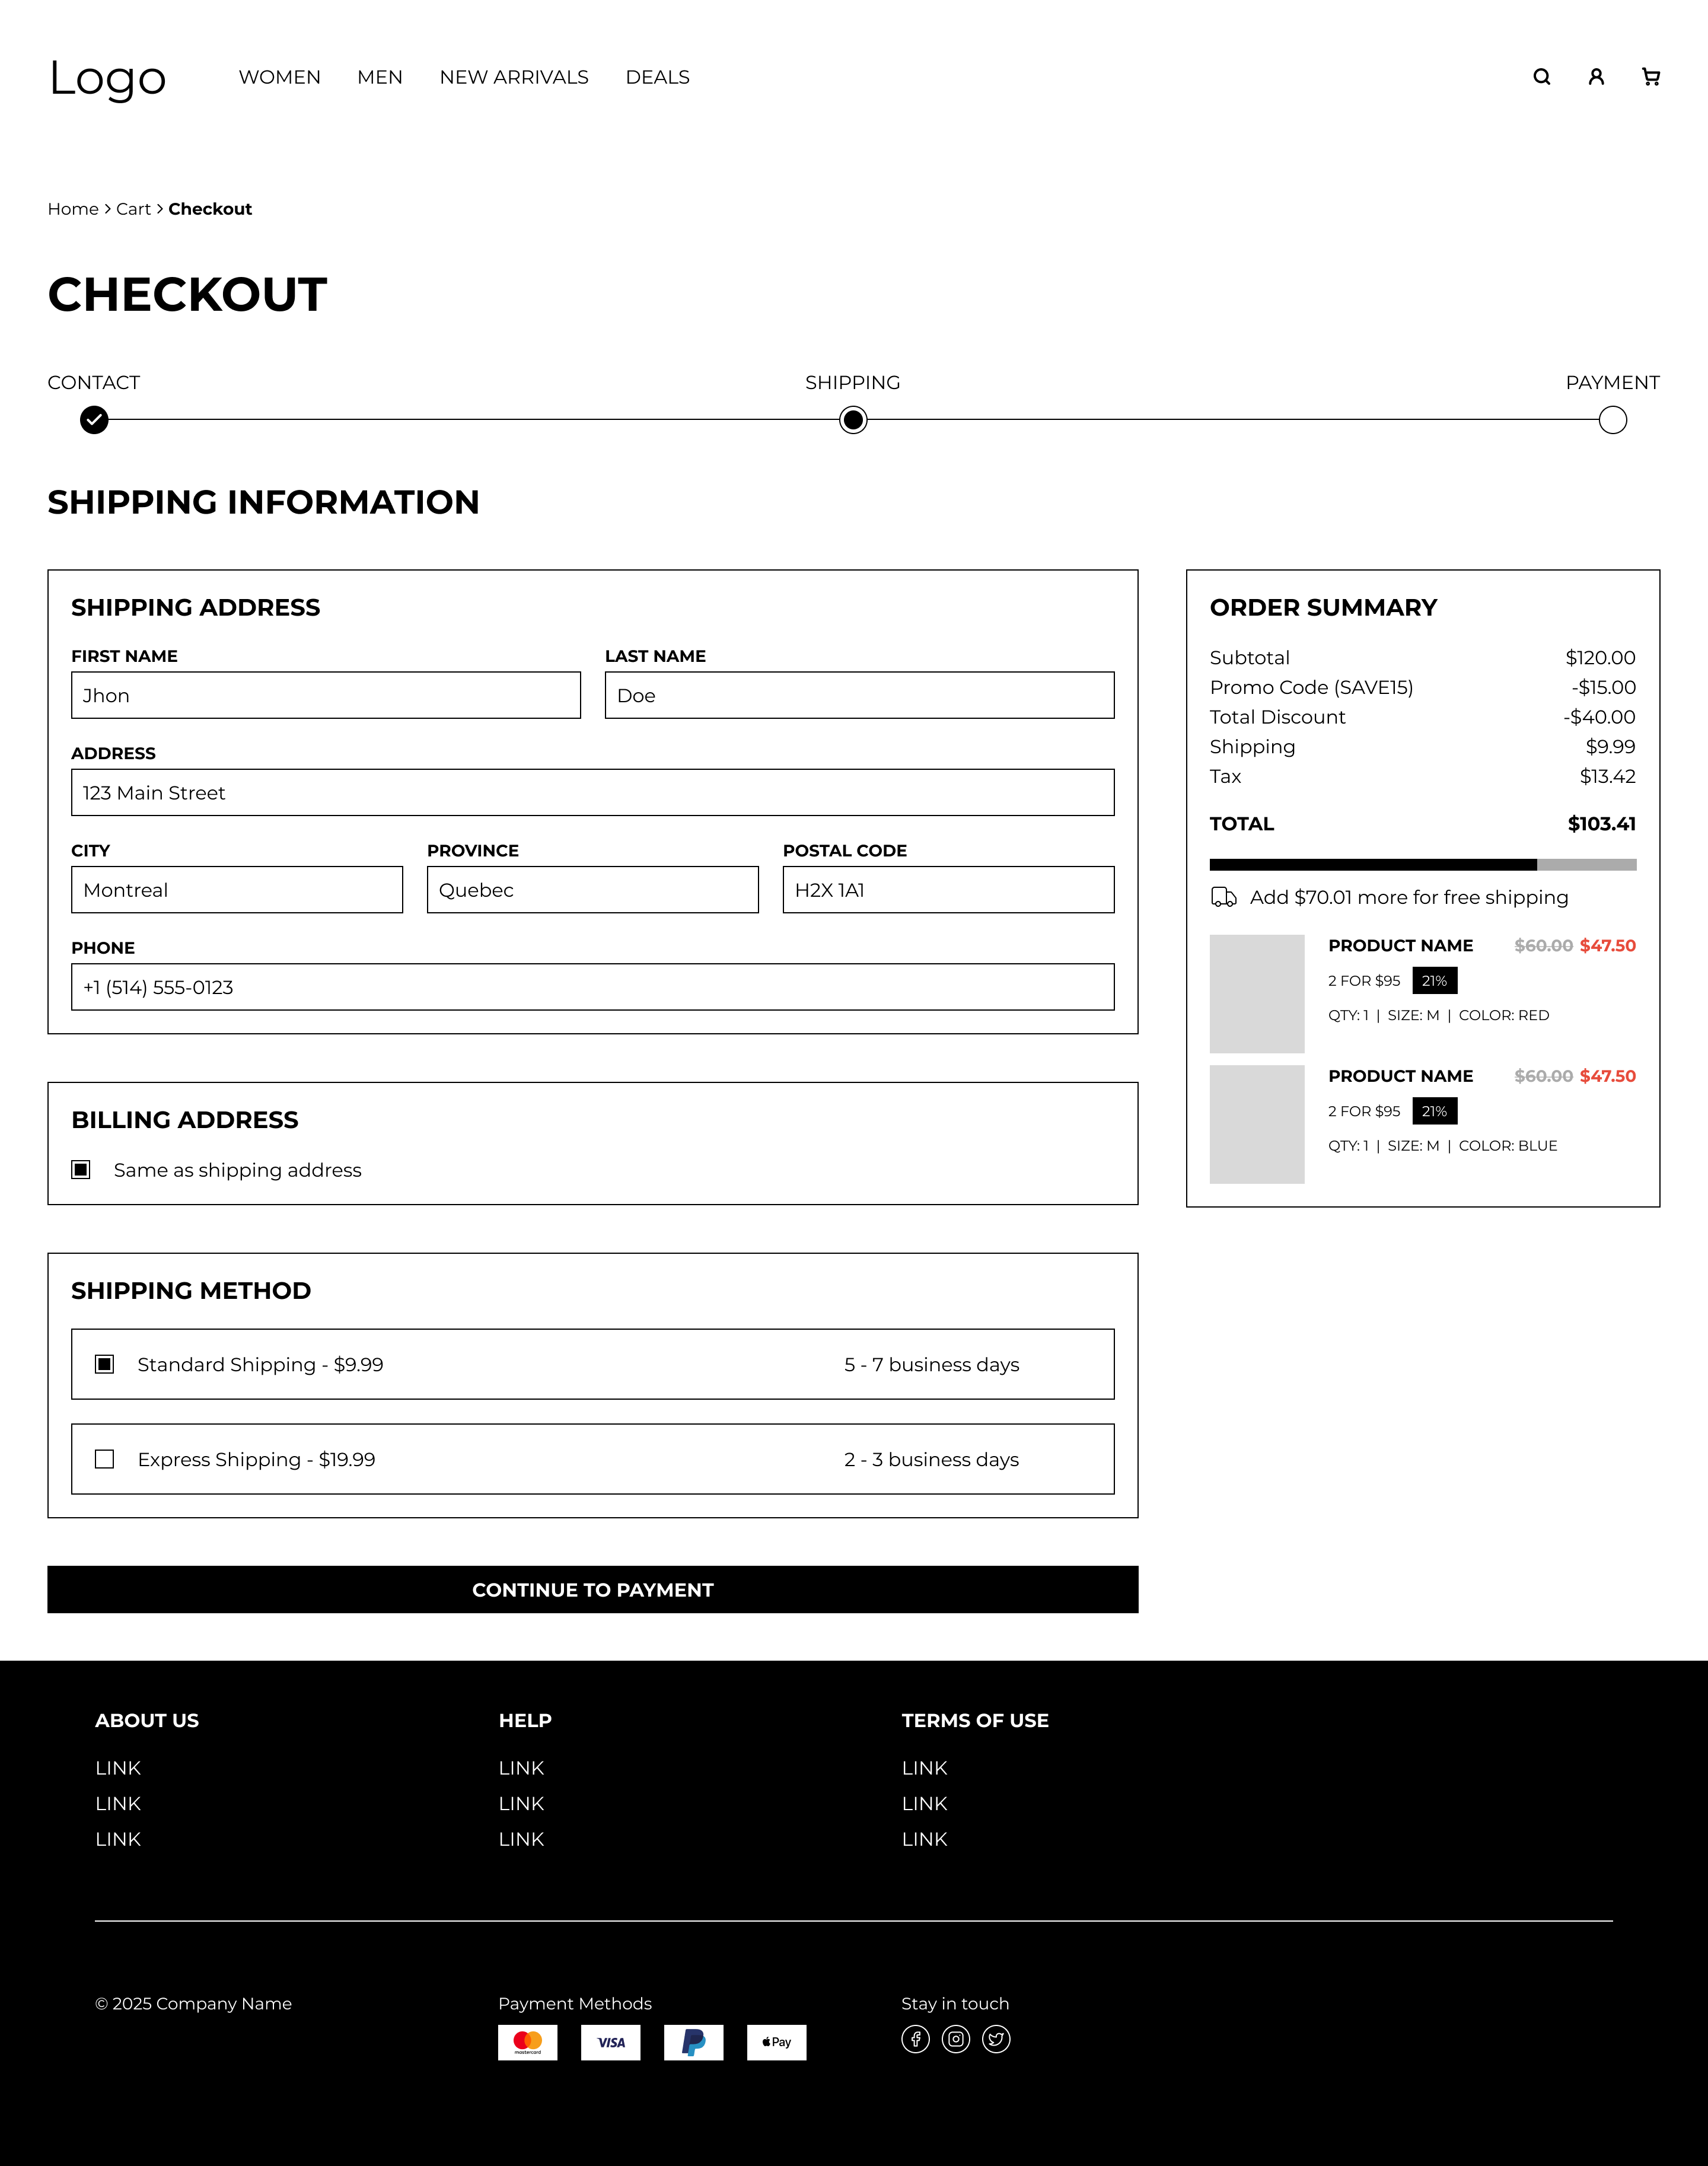 Logo WOMEN MEN NEW ARRIVALS DEALS
Home > Cart > Checkout
CHECKOUT
CONTACT SHIPPING PAYMENT
SHIPPING INFORMATION
SHIPPING ADDRESS
FIRST NAME LAST NAME
Jhon Doe
ADDRESS
123 Main Street
CITY PROVINCE POSTAL CODE
Montreal Quebec H2X 1A1
PHONE
+1 (514) 555-0123
BILLING ADDRESS
Same as shipping address
SHIPPING METHOD
Standard Shipping - $9.99 5 - 7 business days
Express Shipping - $19.99 2 - 3 business days
CONTINUE TO PAYMENT
ORDER SUMMARY
Subtotal $120.00
Promo Code (SAVE15) -$15.00
Total Discount -$40.00
Shipping $9.99
Tax $13.42
TOTAL $103.41
Add $70.01 more for free shipping
PRODUCT NAME $60.00 $47.50
2 FOR $95 21%
QTY: 1 | SIZE: M | COLOR: RED
PRODUCT NAME $60.00 $47.50
2 FOR $95 21%
QTY: 1 | SIZE: M | COLOR: BLUE
ABOUT US HELP TERMS OF USE
LINK LINK LINK
LINK LINK LINK
LINK LINK LINK
© 2025 Company Name Payment Methods Stay in touch
mastercard VISA Pay